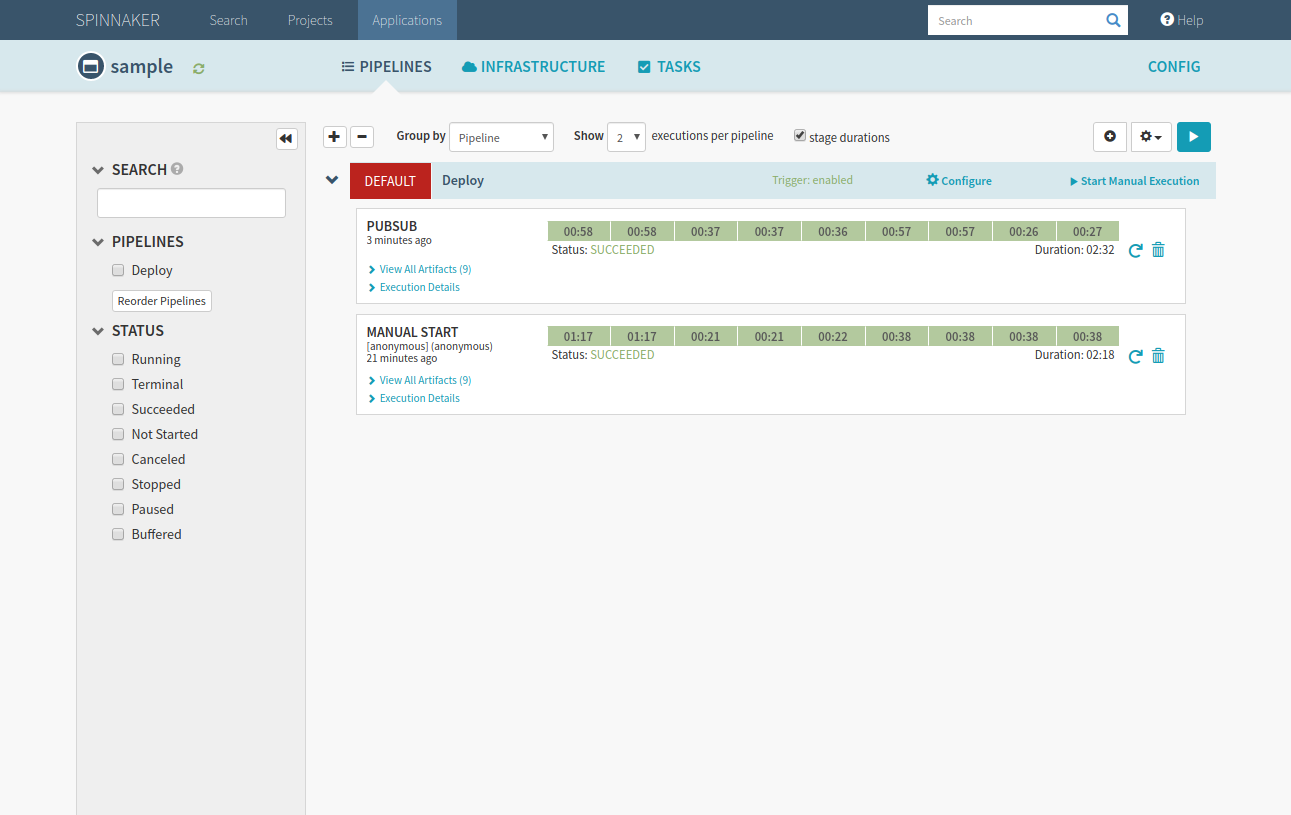 SPINNAKER Search Projects Applications Search Help
sample PIPELINES INFRASTRUCTURE TASKS CONFIG
SEARCH
PIPELINES
Deploy
Reorder Pipelines
STATUS
Running
Terminal
Succeeded
Not Started
Canceled
Stopped
Paused
Buffered
Group by Pipeline Show 2 executions per pipeline stage durations
DEFAULT Deploy Trigger: enabled Configure Start Manual Execution
PUBSUB
3 minutes ago
00:58 00:58 00:37 00:37 00:36 00:57 00:57 00:26 00:27
Status: SUCCEEDED Duration: 02:32
View All Artifacts (9)
Execution Details
MANUAL START
[anonymous] (anonymous)
21 minutes ago
01:17 01:17 00:21 00:21 00:22 00:38 00:38 00:38 00:38
Status: SUCCEEDED Duration: 02:18
View All Artifacts (9)
Execution Details